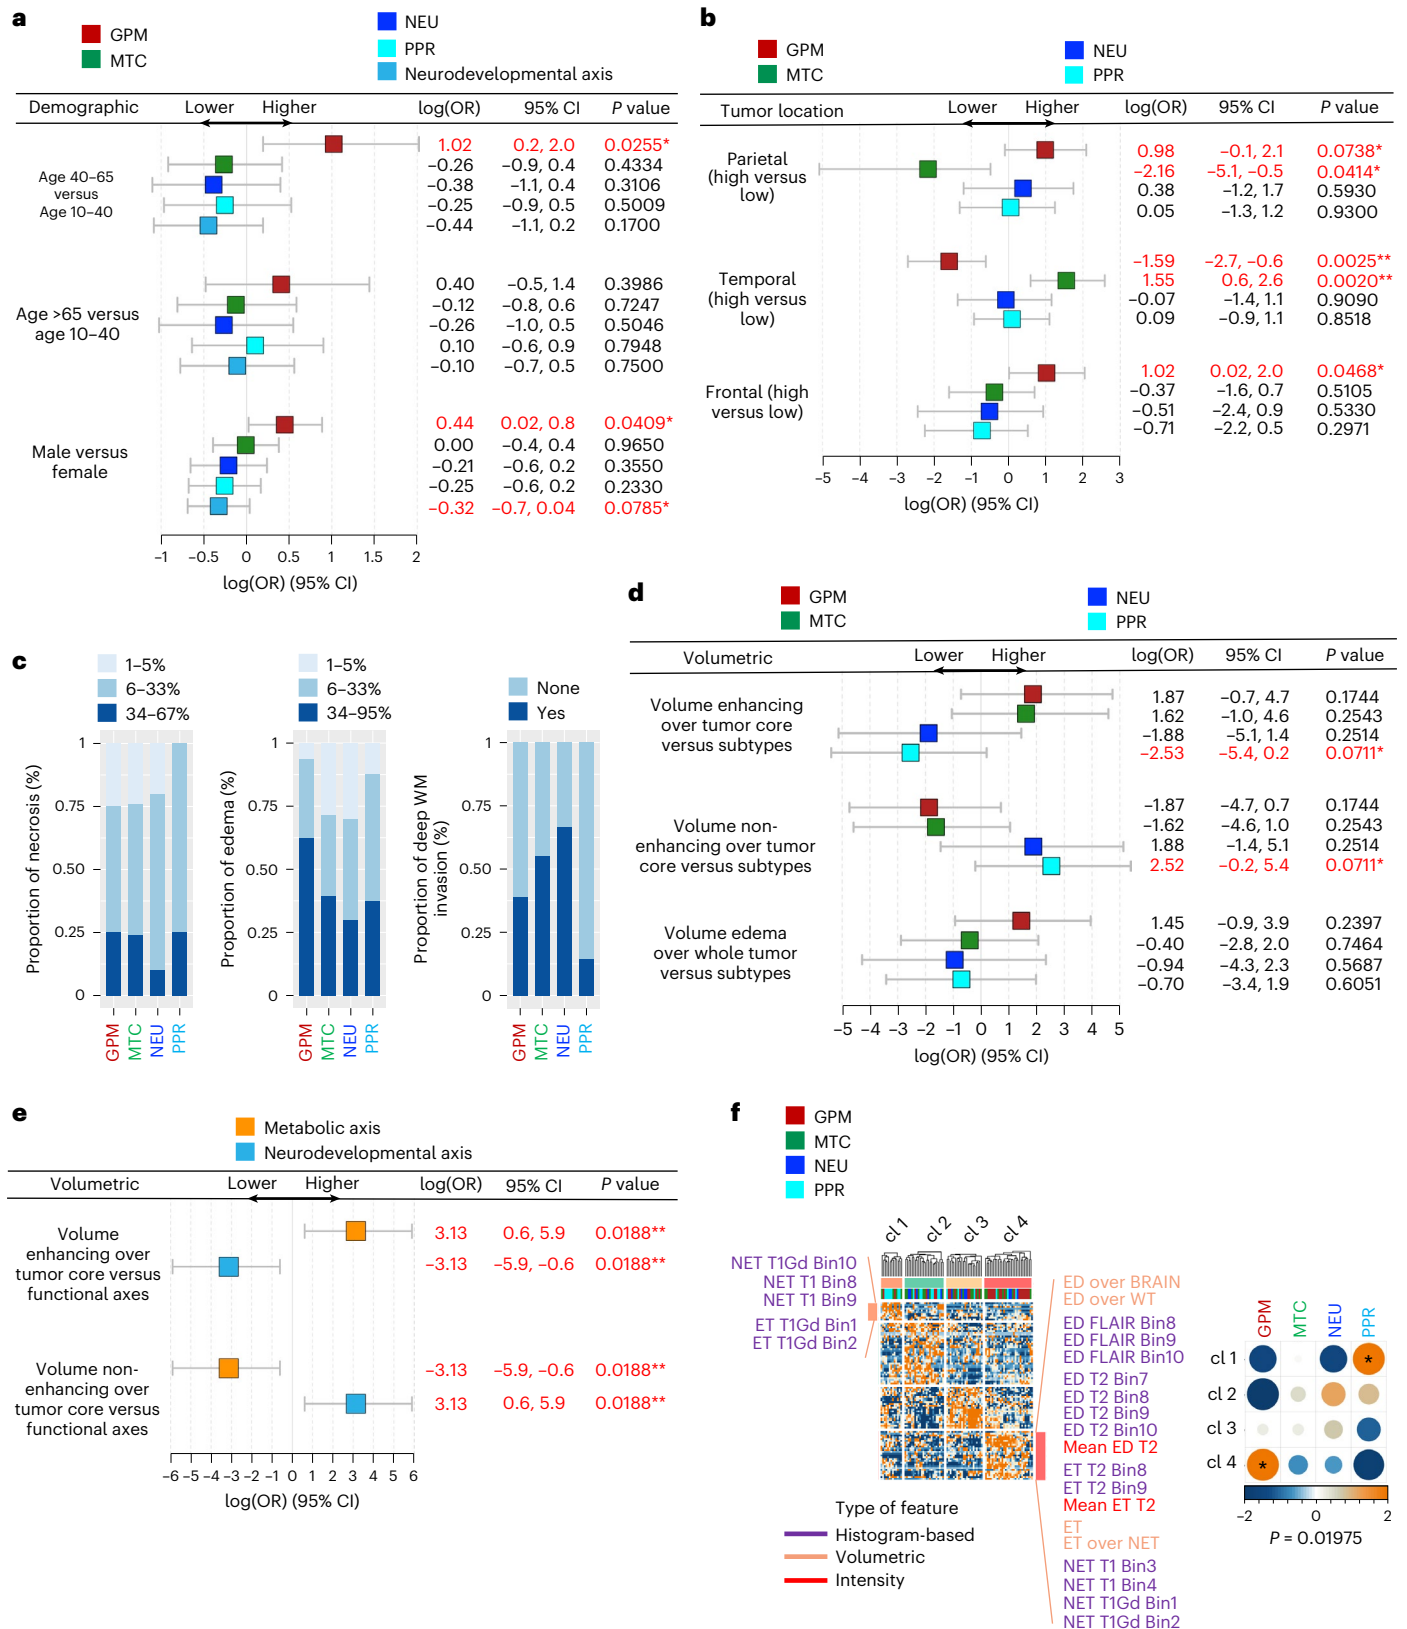 a
GPM
MTC
NEU
PPR
Neurodevelopmental axis
Demographic Lower Higher log(OR) 95% CI P value
Age 40–65
versus
Age 10–40
1.02 0.2, 2.0 0.0255*
−0.26 −0.9, 0.4 0.4334
−0.38 −1.1, 0.4 0.3106
−0.25 −0.9, 0.5 0.5009
−0.44 −1.1, 0.2 0.1700
Age >65 versus
age 10–40
0.40 −0.5, 1.4 0.3986
−0.12 −0.8, 0.6 0.7247
−0.26 −1.0, 0.5 0.5046
0.10 −0.6, 0.9 0.7948
−0.10 −0.7, 0.5 0.7500
Male versus
female
0.44 0.02, 0.8 0.0409*
0.00 −0.4, 0.4 0.9650
−0.21 −0.6, 0.2 0.3550
−0.25 −0.6, 0.2 0.2330
−0.32 −0.7, 0.04 0.0785*
−1 −0.5 0 0.5 1 1.5 2
log(OR) (95% CI)
b
GPM
MTC
NEU
PPR
Tumor location Lower Higher log(OR) 95% CI P value
Parietal
(high versus
low)
0.98 −0.1, 2.1 0.0738*
−2.16 −5.1, −0.5 0.0414*
0.38 −1.2, 1.7 0.5930
0.05 −1.3, 1.2 0.9300
Temporal
(high versus
low)
−1.59 −2.7, −0.6 0.0025**
1.55 0.6, 2.6 0.0020**
−0.07 −1.4, 1.1 0.9090
0.09 −0.9, 1.1 0.8518
Frontal (high
versus low)
1.02 0.02, 2.0 0.0468*
−0.37 −1.6, 0.7 0.5105
−0.51 −2.4, 0.9 0.5330
−0.71 −2.2, 0.5 0.2971
−5 −4 −3 −2 −1 0 1 2 3
log(OR) (95% CI)
c
1–5%
6–33%
34–67%
Proportion of necrosis (%)
1
0.75
0.50
0.25
0
GPM MTC NEU PPR
1–5%
6–33%
34–95%
Proportion of edema (%)
1
0.75
0.50
0.25
0
GPM MTC NEU PPR
None
Yes
Proportion of deep WM
invasion (%)
1
0.75
0.50
0.25
0
GPM MTC NEU PPR
d
GPM
MTC
NEU
PPR
Volumetric Lower Higher log(OR) 95% CI P value
Volume enhancing
over tumor core
versus subtypes
1.87 −0.7, 4.7 0.1744
1.62 −1.0, 4.6 0.2543
−1.88 −5.1, 1.4 0.2514
−2.53 −5.4, 0.2 0.0711*
Volume non-
enhancing over tumor
core versus subtypes
−1.87 −4.7, 0.7 0.1744
−1.62 −4.6, 1.0 0.2543
1.88 −1.4, 5.1 0.2514
2.52 −0.2, 5.4 0.0711*
Volume edema
over whole tumor
versus subtypes
1.45 −0.9, 3.9 0.2397
−0.40 −2.8, 2.0 0.7464
−0.94 −4.3, 2.3 0.5687
−0.70 −3.4, 1.9 0.6051
−5 −4 −3 −2 −1 0 1 2 3 4 5
log(OR) (95% CI)
e
Metabolic axis
Neurodevelopmental axis
Volumetric Lower Higher log(OR) 95% CI P value
Volume
enhancing over
tumor core versus
functional axes
3.13 0.6, 5.9 0.0188**
−3.13 −5.9, −0.6 0.0188**
Volume non-
enhancing over
tumor core versus
functional axes
−3.13 −5.9, −0.6 0.0188**
3.13 0.6, 5.9 0.0188**
−6 −5 −4 −3 −2 −1 0 1 2 3 4 5 6
log(OR) (95% CI)
f
GPM
MTC
NEU
PPR
cl 1 cl 2 cl 3 cl 4
NET T1Gd Bin10
NET T1 Bin8
NET T1 Bin9
ET T1Gd Bin1
ET T1Gd Bin2
ED over BRAIN
ED over WT
ED FLAIR Bin8
ED FLAIR Bin9
ED FLAIR Bin10
ED T2 Bin7
ED T2 Bin8
ED T2 Bin9
ED T2 Bin10
Mean ED T2
ET T2 Bin8
ET T2 Bin9
Mean ET T2
ET
ET over NET
NET T1 Bin3
NET T1 Bin4
NET T1Gd Bin1
NET T1Gd Bin2
Type of feature
Histogram-based
Volumetric
Intensity
GPM MTC NEU PPR
cl 1 *
cl 2
cl 3
cl 4 *
−2 0 2
P = 0.01975